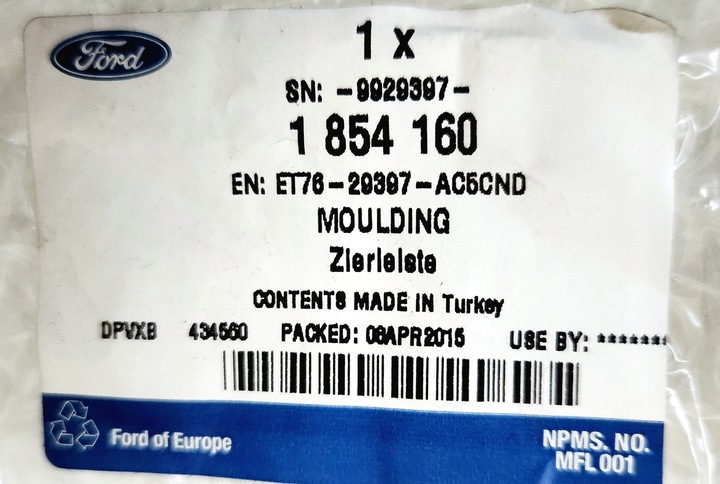 Ford
1 x
SN: -9929397-
1 854 160
EN: ET76-29397-AC5CND
MOULDING
Zierleiste
CONTENTS MADE IN Turkey
DPVXB 434560 PACKED: 08APR2015 USE BY: *******
Ford of Europe
NPMS. NO.
MFL 001